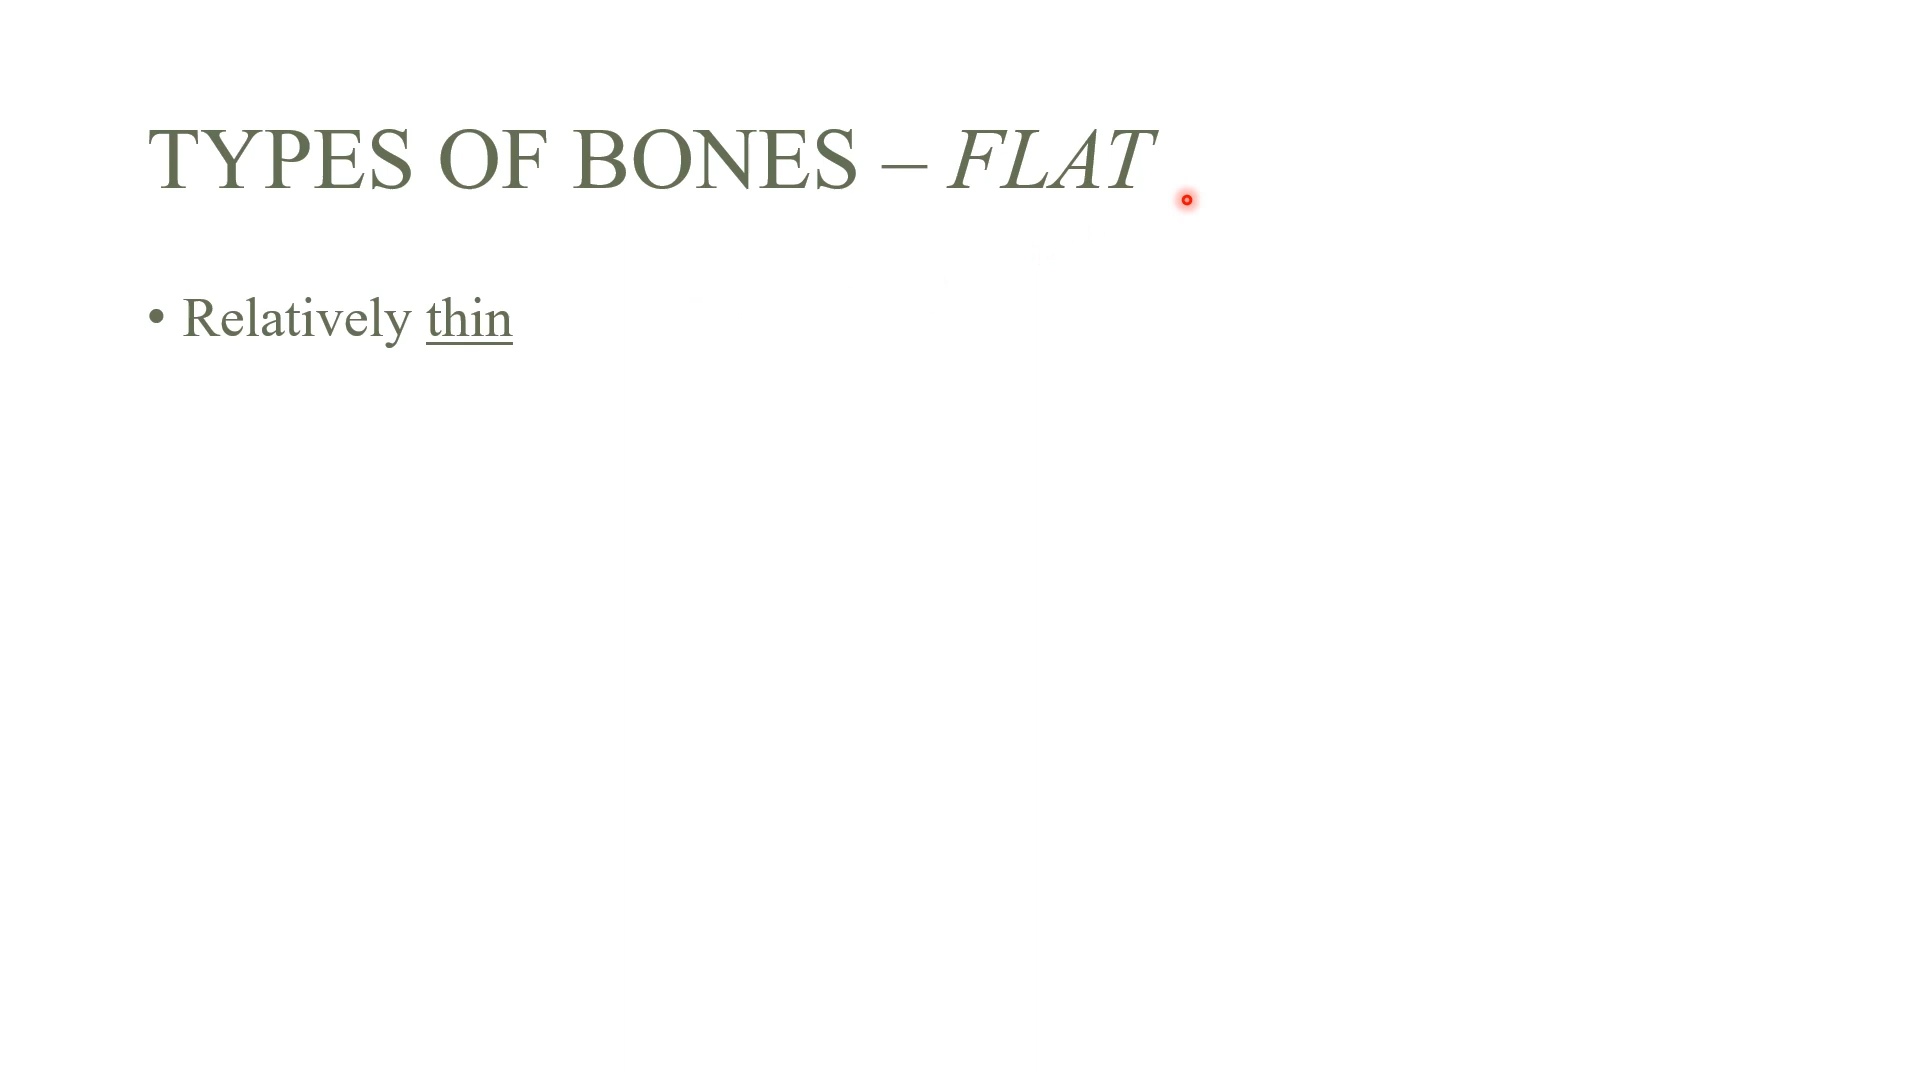 TYPES OF BONES – FLAT
• Relatively thin